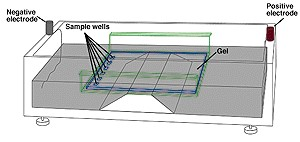 Negative
electrode
Sample wells
Positive
electrode
Gel